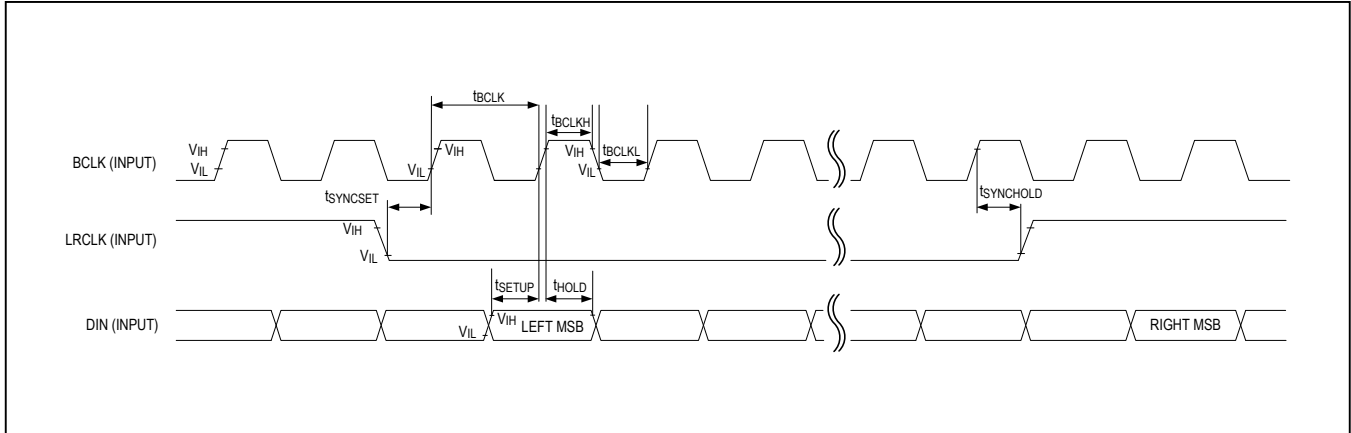 tBCLK
tBCLKH
tBCLKL
BCLK (INPUT)
VIH
VIL
VIH
VIL
VIH
VIL
tSYNCSET
tSYNCHOLD
LRCLK (INPUT)
VIH
VIL
tSETUP
tHOLD
DIN (INPUT)
VIH
VIL
LEFT MSB
RIGHT MSB